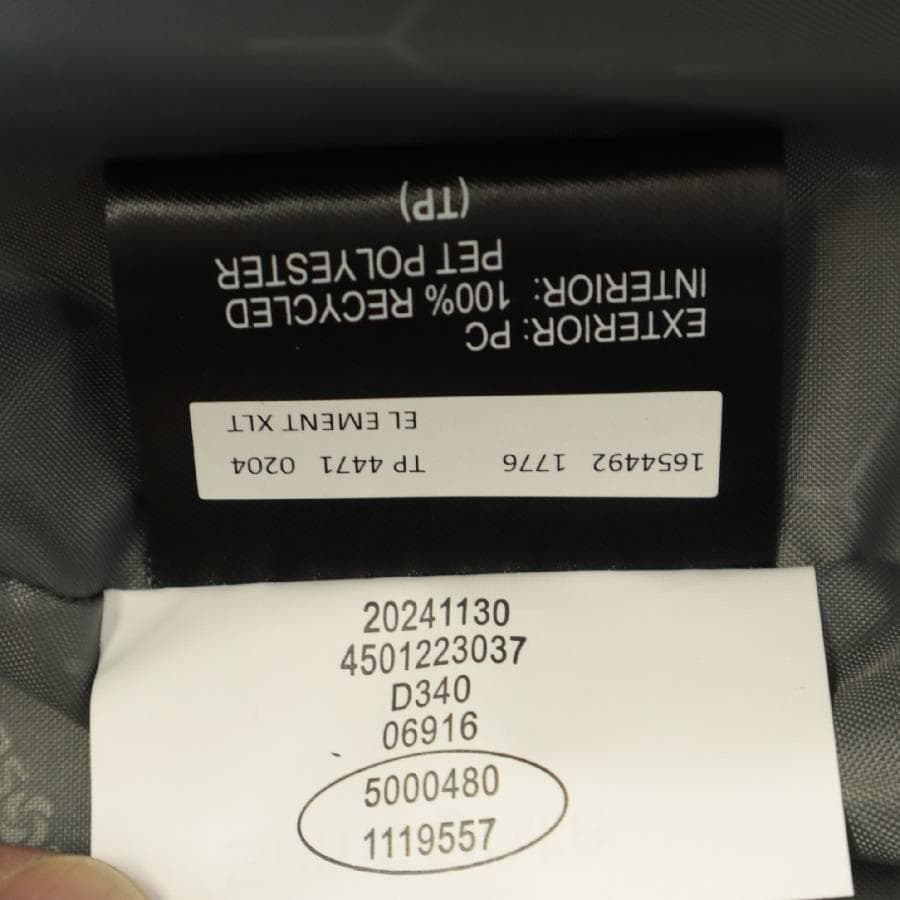 1654492 1776 TP 4471 0204
EL EMENT XLT
EXTERIOR: PC
INTERIOR: 100% RECYCLED
PET POLYESTER
(TP)
20241130
4501223037
D340
06916
5000480
1119557